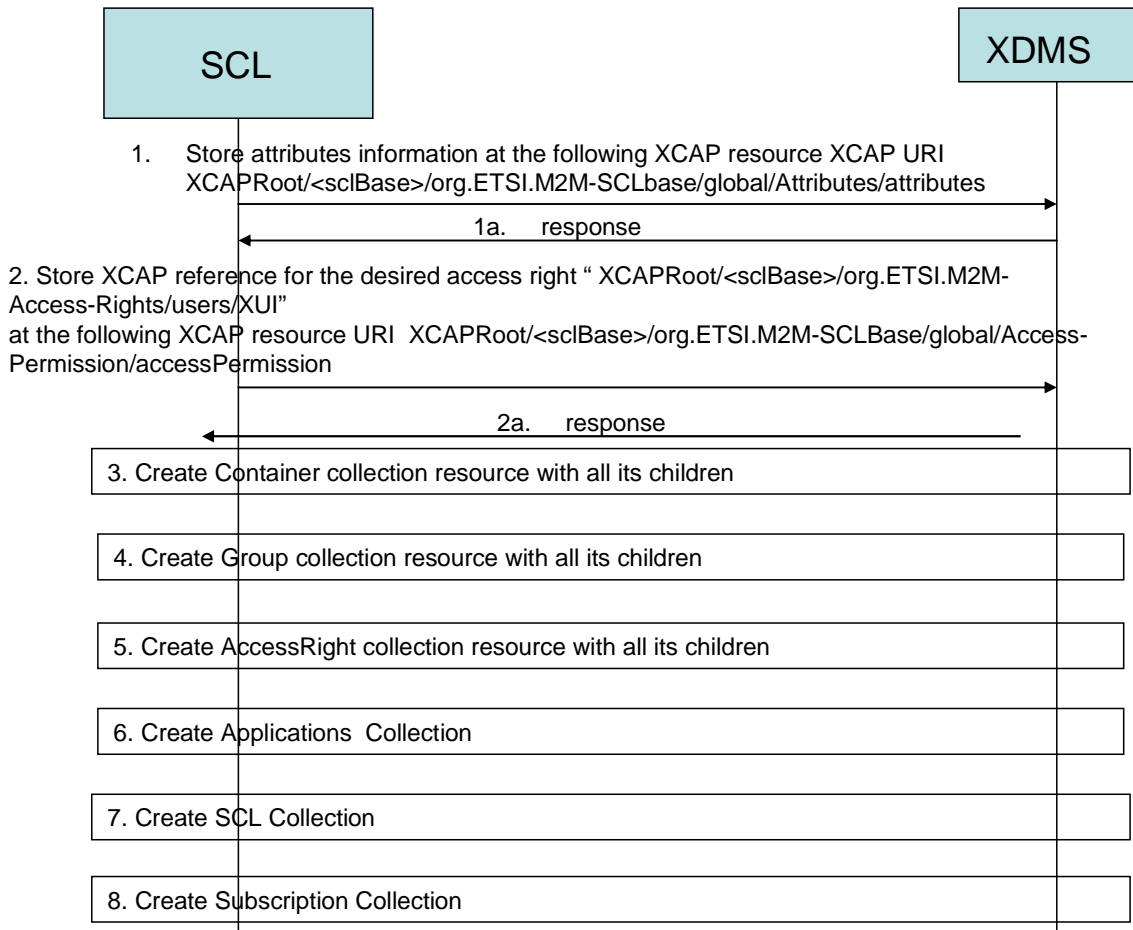 SCL
XDMS
1. Store attributes information at the following XCAP resource XCAP URI
XCAPRoot/<sclBase>/org.ETSI.M2M-SCLbase/global/Attributes/attributes
1a. response
2. Store XCAP reference for the desired access right “ XCAPRoot/<sclBase>/org.ETSI.M2M-
Access-Rights/users/XUI”
at the following XCAP resource URI XCAPRoot/<sclBase>/org.ETSI.M2M-SCLBase/global/Access-
Permission/accessPermission
2a. response
3. Create Container collection resource with all its children
4. Create Group collection resource with all its children
5. Create AccessRight collection resource with all its children
6. Create Applications Collection
7. Create SCL Collection
8. Create Subscription Collection